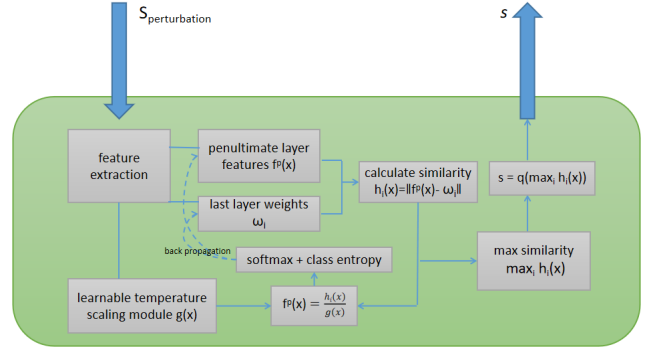 Sperturbation
s
feature
extraction
penultimate layer
features fᵖ(x)
last layer weights
ωᵢ
calculate similarity
hᵢ(x)=‖fᵖ(x)- ωᵢ‖
s = q(maxᵢ hᵢ(x))
max similarity
maxᵢ hᵢ(x)
back propagation
softmax + class entropy
learnable temperature
scaling module g(x)
fᵖ(x) = hᵢ(x)/g(x)